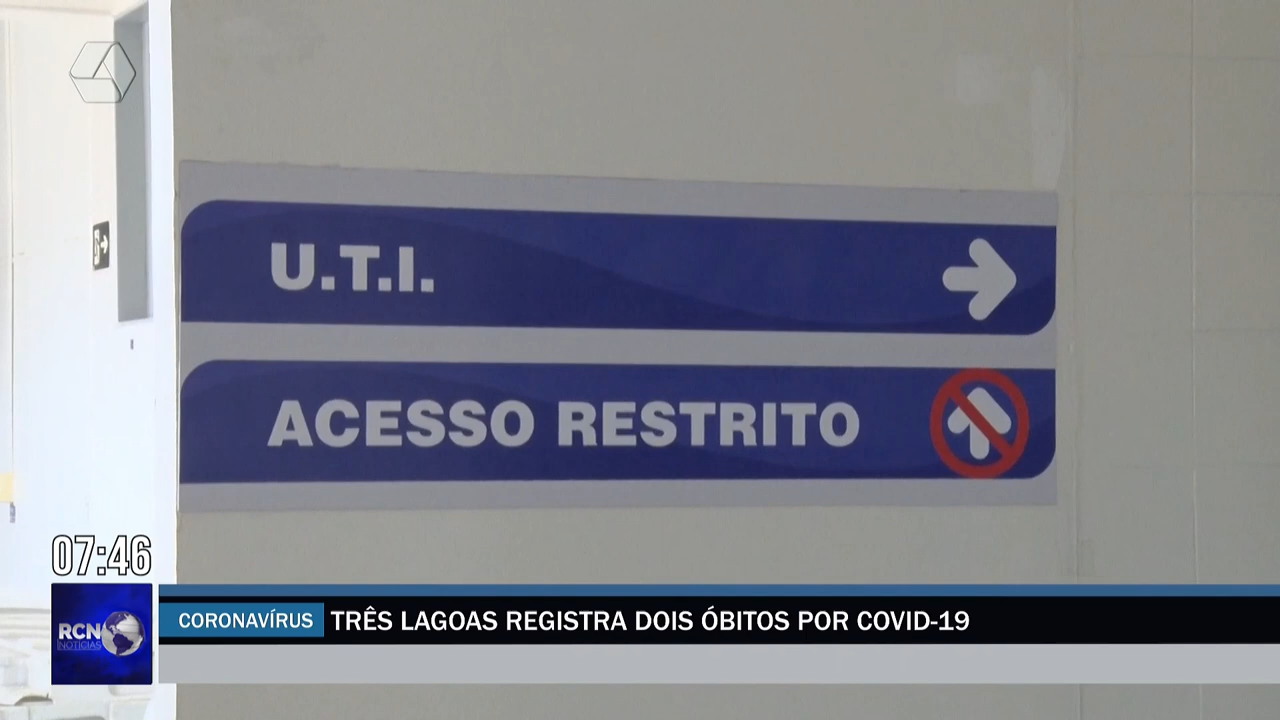 U.T.I.
ACESSO RESTRITO
07:46
RCN
NOTÍCIAS
CORONAVÍRUS
TRÊS LAGOAS REGISTRA DOIS ÓBITOS POR COVID-19